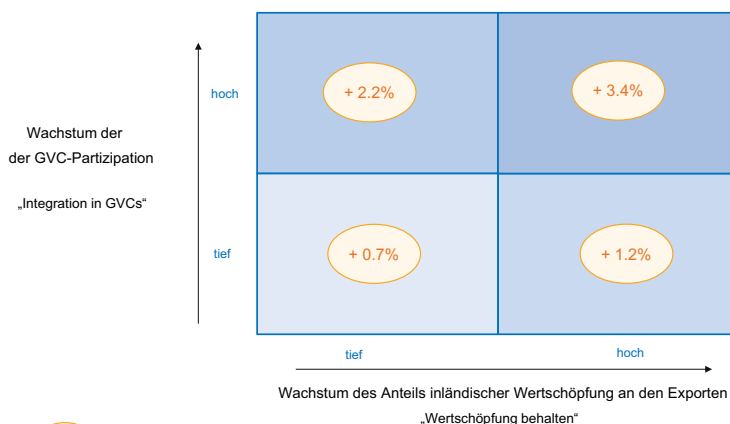 hoch
+ 2.2%
+ 3.4%
Wachstum der
der GVC-Partizipation
„Integration in GVCs“
tief
+ 0.7%
+ 1.2%
tief
hoch
Wachstum des Anteils inländischer Wertschöpfung an den Exporten
„Wertschöpfung behalten“